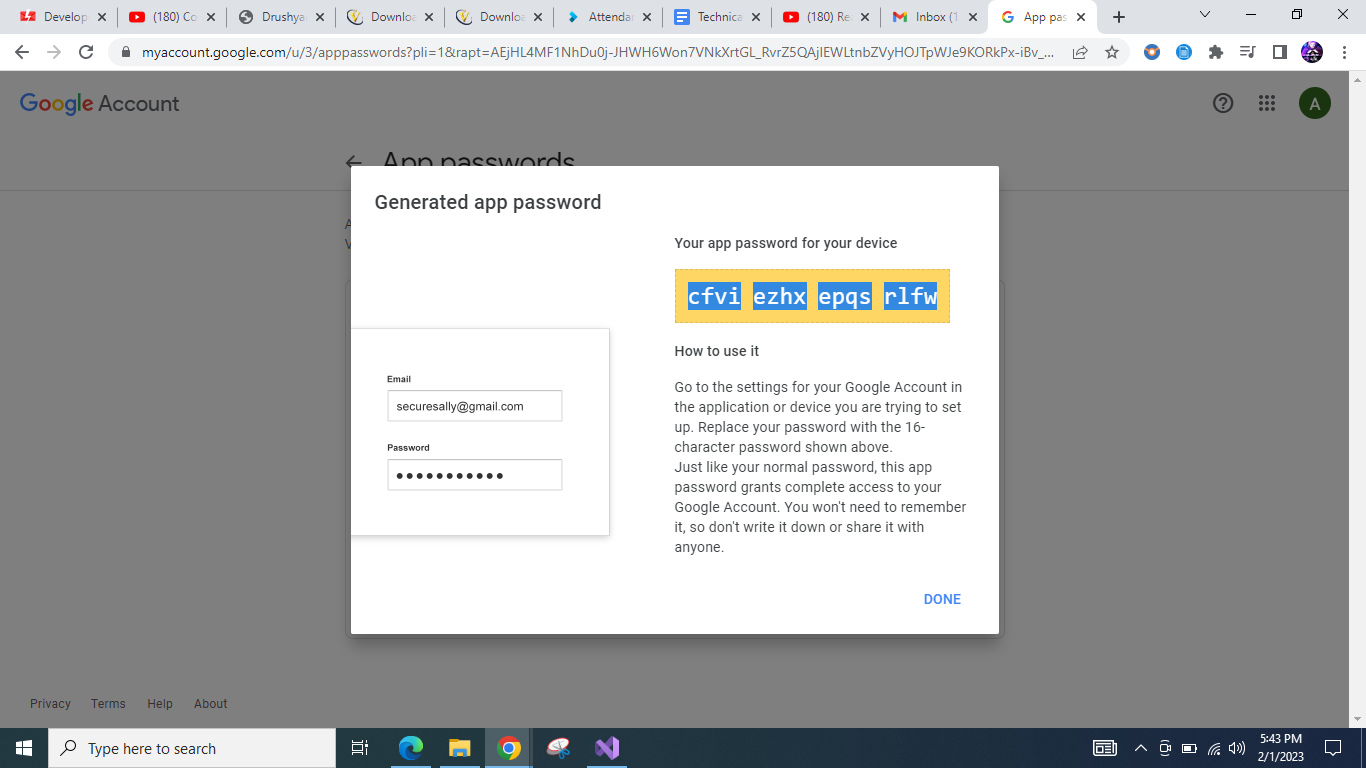 Develop
(180) Co
Drushya
Downloa
Downloa
Attendar
Technica
(180) Re
Inbox (1
App pas
myaccount.google.com/u/3/apppasswords?pli=1&rapt=AEjHL4MF1NhDu0j-JHWH6Won7VNkXrtGL_RvrZ5QAjIEWLtnbZVyHOJTpWJe9KORkPx-iBv_...
Google Account
A
App passwords
Generated app password
Your app password for your device
cfvi ezhx epqs rlfw
Email
securesally@gmail.com
Password
How to use it
Go to the settings for your Google Account in
the application or device you are trying to set
up. Replace your password with the 16-
character password shown above.
Just like your normal password, this app
password grants complete access to your
Google Account. You won't need to remember
it, so don't write it down or share it with
anyone.
DONE
Privacy Terms Help About
Type here to search
5:43 PM
2/1/2023